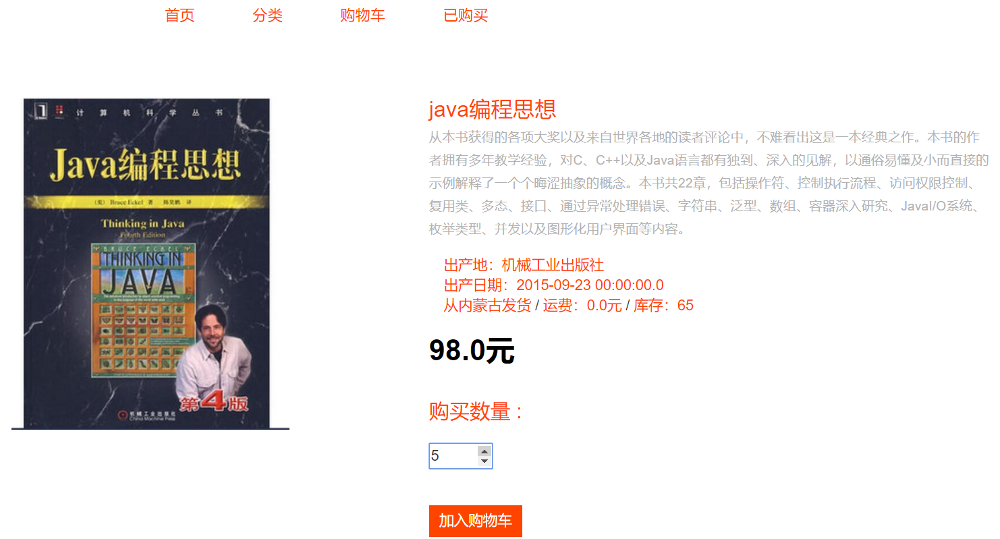 首页 分类 购物车 已购买
计算机科学丛书
Java编程思想
（美） Bruce Eckel 著 陈昊鹏 译
Thinking in Java
Fourth Edition
BRUCE ECKEL
THINKING IN
JAVA
第4版
机械工业出版社
China Machine Press
java编程思想
从本书获得的各项大奖以及来自世界各地的读者评论中，不难看出这是一本经典之作。本书的作
者拥有多年教学经验，对C、C++以及Java语言都有独到、深入的见解，以通俗易懂及小而直接的
示例解释了一个个晦涩抽象的概念。本书共22章，包括操作符、控制执行流程、访问权限控制、
复用类、多态、接口、通过异常处理错误、字符串、泛型、数组、容器深入研究、JavaI/O系统、
枚举类型、并发以及图形化用户界面等内容。
出产地：机械工业出版社
出产日期：2015-09-23 00:00:00.0
从内蒙古发货 / 运费：0.0元 / 库存：65
98.0元
购买数量 :
5
加入购物车